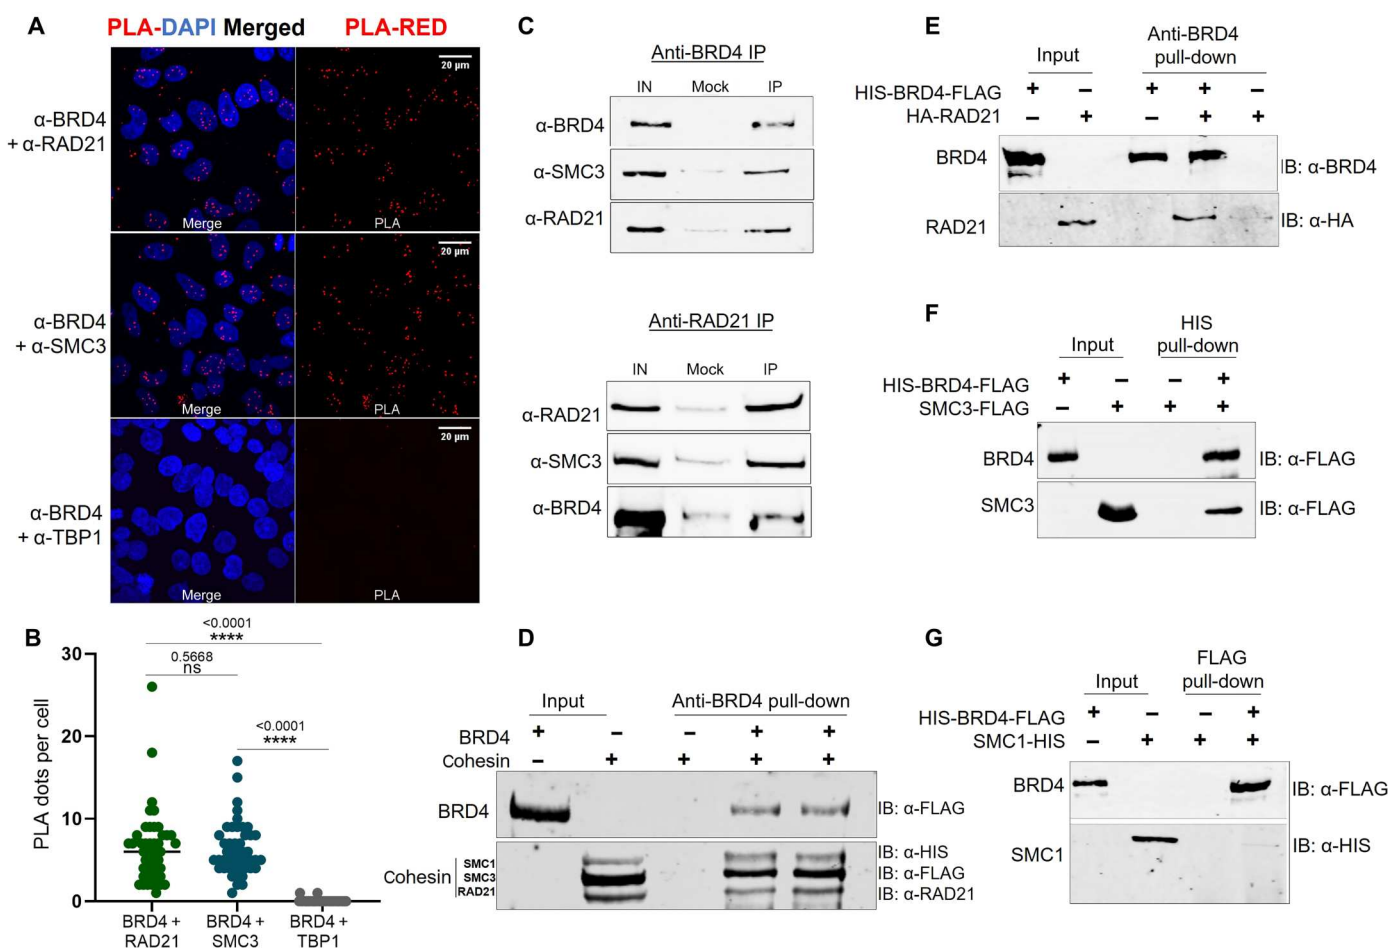 A
PLA-DAPI Merged
PLA-RED
20 µm
α-BRD4
+ α-RAD21
Merge
PLA
20 µm
α-BRD4
+ α-SMC3
Merge
PLA
20 µm
α-BRD4
+ α-TBP1
Merge
PLA
B
<0.0001
****
0.5668
ns
<0.0001
****
PLA dots per cell
30
20
10
0
BRD4 +
RAD21
BRD4 +
SMC3
BRD4 +
TBP1
C
Anti-BRD4 IP
IN Mock IP
α-BRD4
α-SMC3
α-RAD21
Anti-RAD21 IP
IN Mock IP
α-RAD21
α-SMC3
α-BRD4
D
Input Anti-BRD4 pull-down
BRD4 + – – + +
Cohesin – + + + +
BRD4 IB: α-FLAG
Cohesin
SMC1 IB: α-HIS
SMC3 IB: α-FLAG
RAD21 IB: α-RAD21
E
Input
Anti-BRD4
pull-down
HIS-BRD4-FLAG + – + + –
HA-RAD21 – + – + +
BRD4 IB: α-BRD4
RAD21 IB: α-HA
F
Input
HIS
pull-down
HIS-BRD4-FLAG + – – +
SMC3-FLAG – + + +
BRD4 IB: α-FLAG
SMC3 IB: α-FLAG
G
Input
FLAG
pull-down
HIS-BRD4-FLAG + – – +
SMC1-HIS – + + +
BRD4 IB: α-FLAG
SMC1 IB: α-HIS